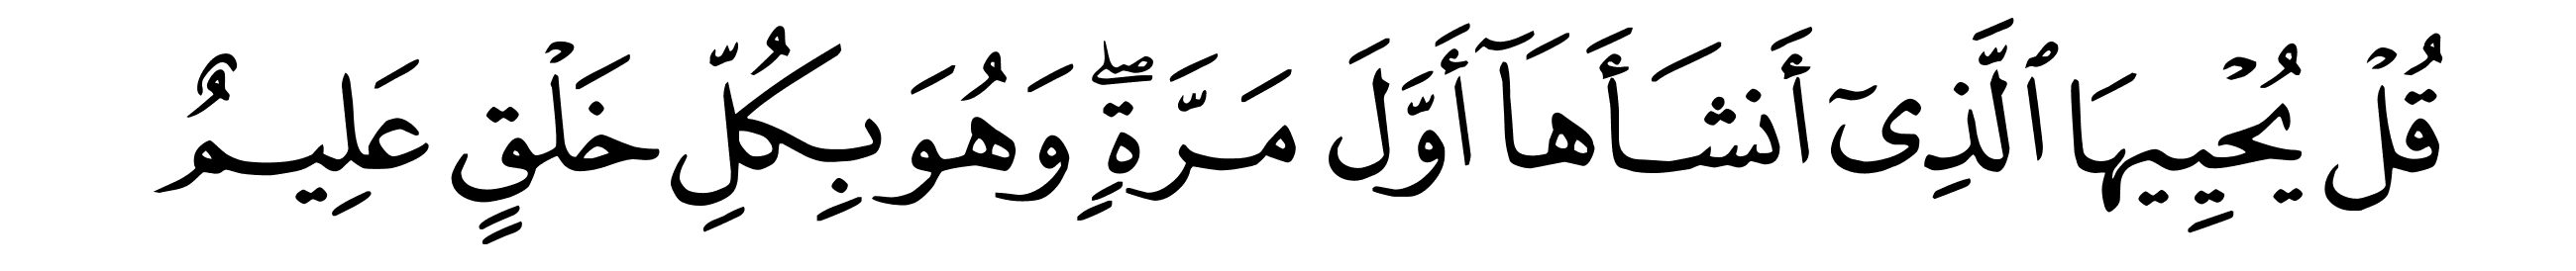 قُلْ يُحْيِيهَا ٱلَّذِىٓ أَنشَأَهَآ أَوَّلَ مَرَّةٍۖ وَهُوَ بِكُلِّ خَلْقٍ عَلِيمٌ